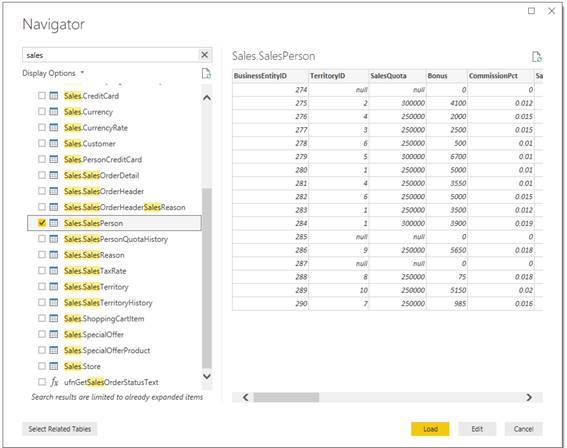 Navigator
sales
Display Options
Sales.CreditCard
Sales.Currency
Sales.CurrencyRate
Sales.Customer
Sales.PersonCreditCard
Sales.SalesOrderDetail
Sales.SalesOrderHeader
Sales.SalesOrderHeaderSalesReason
Sales.SalesPerson
Sales.SalesPersonQuotaHistory
Sales.SalesReason
Sales.SalesTaxRate
Sales.SalesTerritory
Sales.SalesTerritoryHistory
Sales.ShoppingCartItem
Sales.SpecialOffer
Sales.SpecialOfferProduct
Sales.Store
fx ufnGetSalesOrderStatusText
Search results are limited to already expanded items
Sales.SalesPerson
BusinessEntityID TerritoryID SalesQuota Bonus CommissionPct Sa
274 null null 0 0
275 2 300000 4100 0.012
276 4 250000 2000 0.015
277 3 250000 2500 0.015
278 6 250000 500 0.01
279 5 300000 6700 0.01
280 1 250000 5000 0.01
281 4 250000 3550 0.01
282 6 250000 5000 0.015
283 1 250000 3500 0.012
284 1 300000 3900 0.019
285 null null 0 0
286 9 250000 5650 0.018
287 null null 0 0
288 8 250000 75 0.018
289 10 250000 5150 0.02
290 7 250000 985 0.016
Select Related Tables
Load Edit Cancel